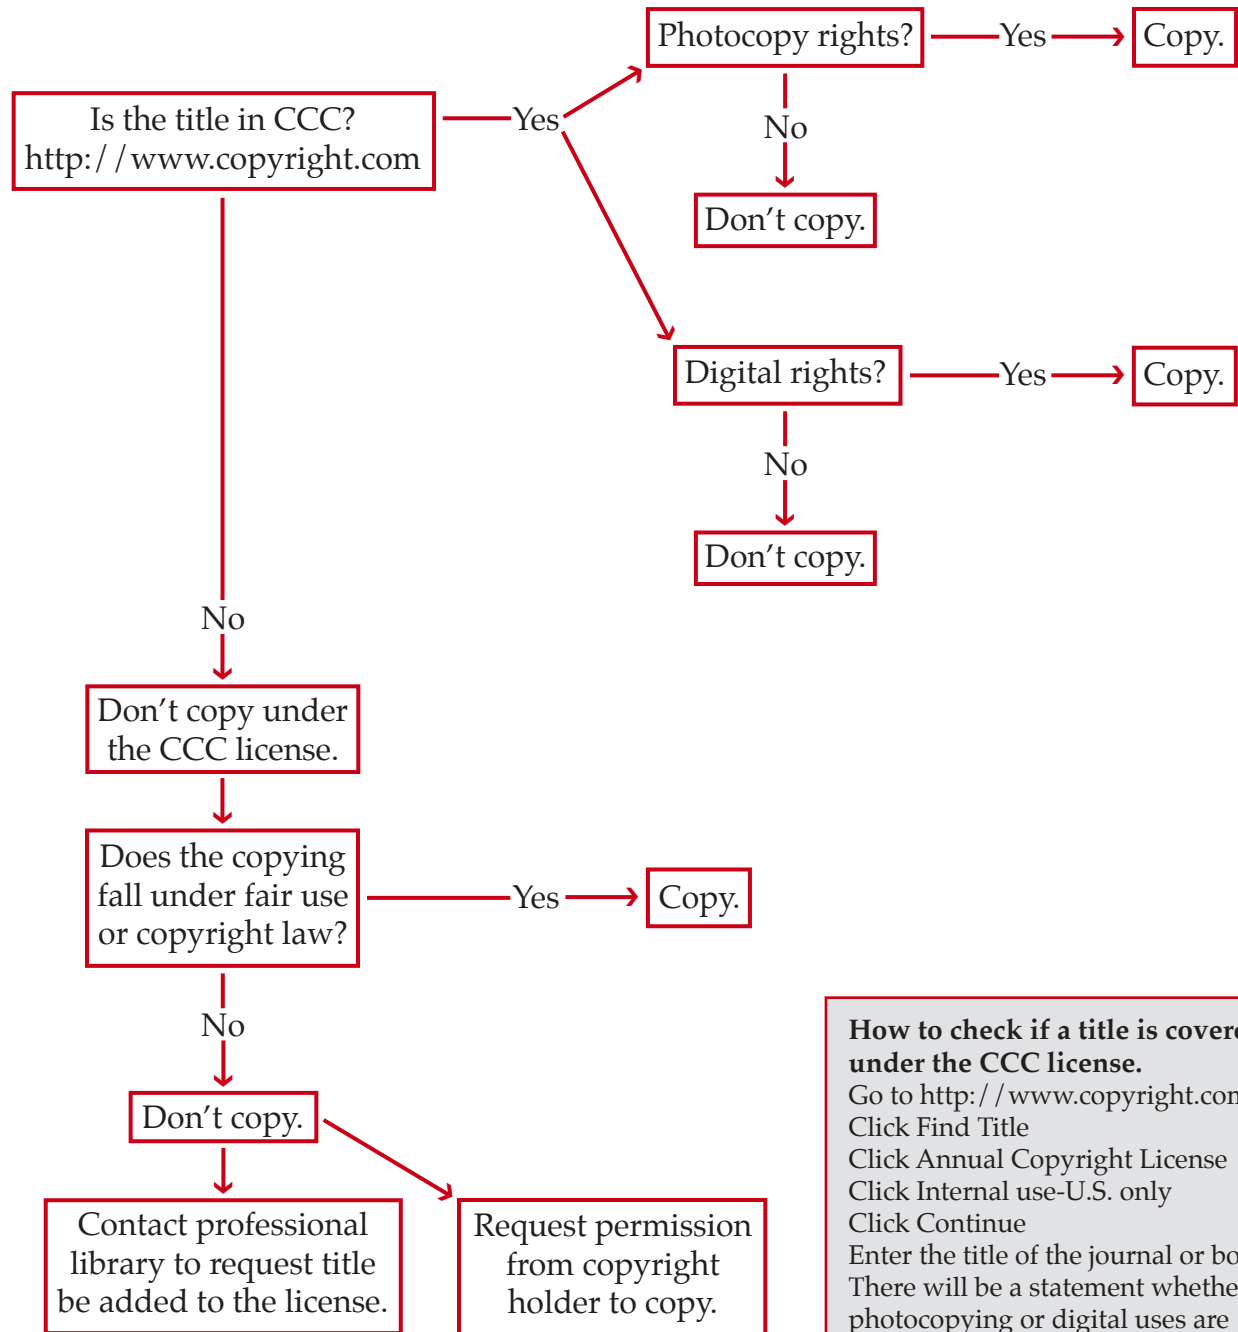 Photocopy rights?
Yes
Copy.
Is the title in CCC?
http://www.copyright.com
Yes
No
Don't copy.
Digital rights?
Yes
Copy.
No
Don't copy.
No
Don't copy under
the CCC license.
Does the copying
fall under fair use
or copyright law?
Yes
Copy.
No
Don't copy.
Contact professional
library to request title
be added to the license.
Request permission
from copyright
holder to copy.
How to check if a title is covere
under the CCC license.
Go to http://www.copyright.com
Click Find Title
Click Annual Copyright License
Click Internal use-U.S. only
Click Continue
Enter the title of the journal or bo
There will be a statement whethe
photocopying or digital uses are